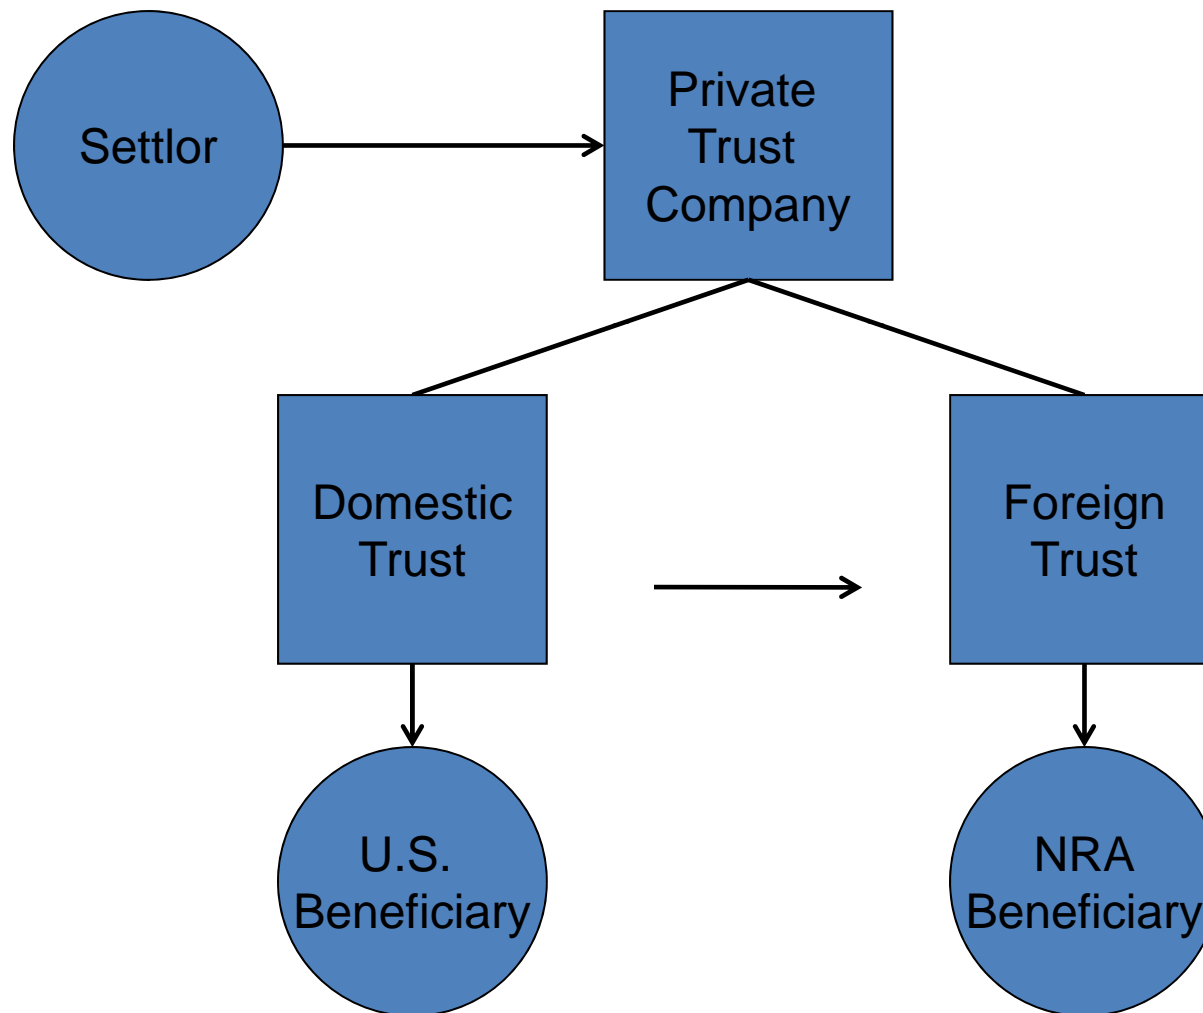 Settlor
Private
Trust
Company
Domestic
Trust
Foreign
Trust
U.S.
Beneficiary
NRA
Beneficiary